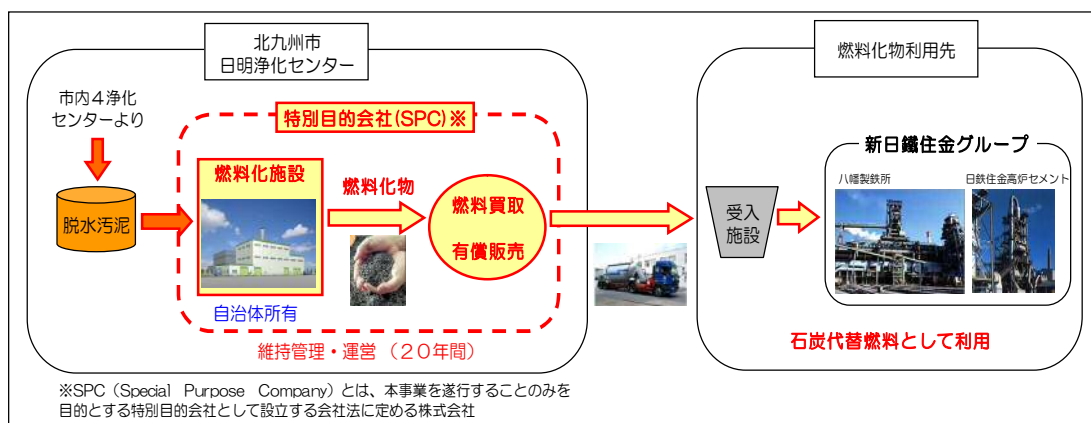 北九州市
日明浄化センター
燃料化物利用先
市内４浄化
センターより
特別目的会社(SPC)※
脱水汚泥
燃料化施設
燃料化物
燃料買取
有償販売
自治体所有
維持管理・運営 （２０年間）
受入
施設
新日鐵住金グループ
八幡製鉄所
日鉄住金高炉セメント
石炭代替燃料として利用
※SPC（Special Purpose Company）とは、本事業を遂行することのみを
目的とする特別目的会社として設立する会社法に定める株式会社